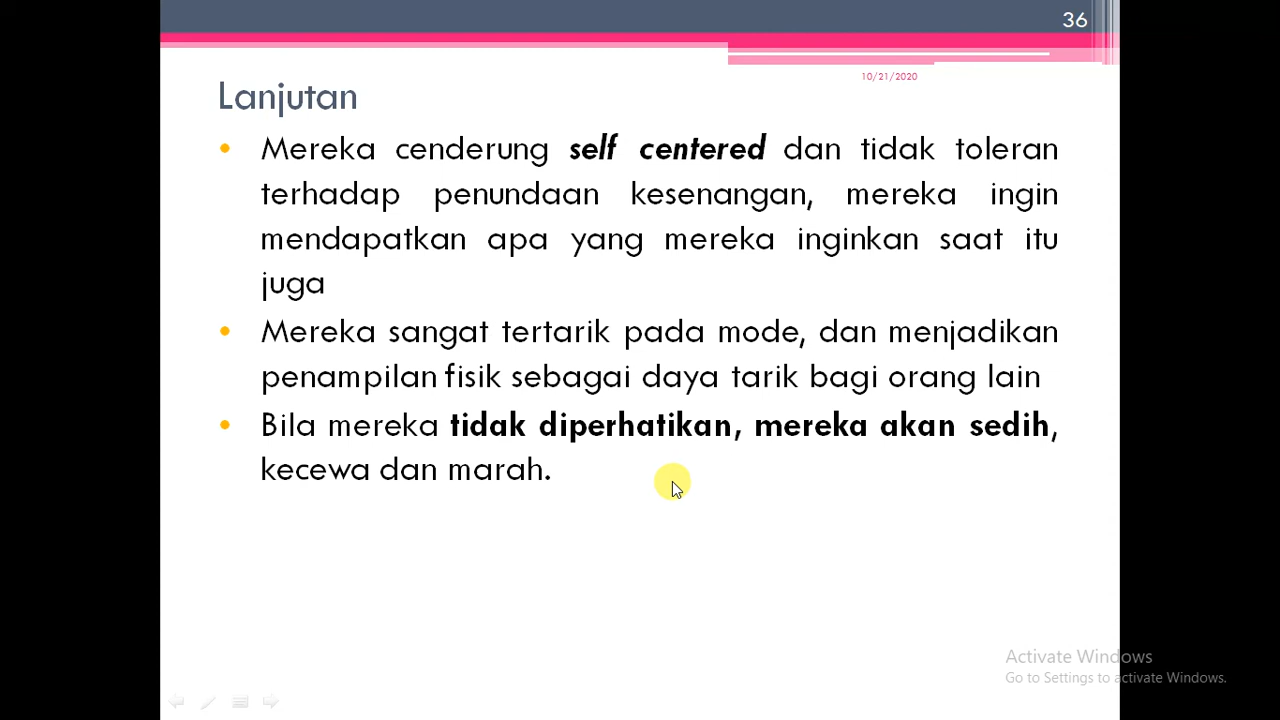 36
10/21/2020
Lanjutan
• Mereka cenderung self centered dan tidak toleran
terhadap penundaan kesenangan, mereka ingin
mendapatkan apa yang mereka inginkan saat itu
juga
• Mereka sangat tertarik pada mode, dan menjadikan
penampilan fisik sebagai daya tarik bagi orang lain
• Bila mereka tidak diperhatikan, mereka akan sedih,
kecewa dan marah.
Activate Windows
Go to Settings to activate Windows.